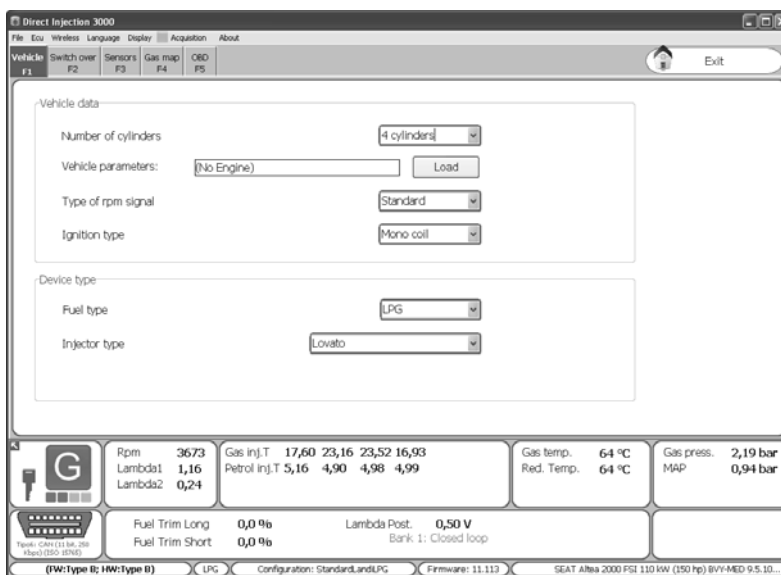 Direct Injection 3000
File Ecu Wireless Language Display Acquisition About
Vehicle F1 Switch over F2 Sensors F3 Gas map F4 OBD F5 Exit
Vehicle data
Number of cylinders 4 cylinders
Vehicle parameters: (No Engine) Load
Type of rpm signal Standard
Ignition type Mono coil
Device type
Fuel type LPG
Injector type Lovato
G
Rpm 3673 Gas inj.T 17,60 23,16 23,52 16,93 Gas temp. 64 °C Gas press. 2,19 bar
Lambda1 1,16 Petrol inj.T 5,16 4,90 4,98 4,99 Red. Temp. 64 °C MAP 0,94 bar
Lambda2 0,24
Fuel Trim Long 0,0 % Lambda Post. 0,50 V
Fuel Trim Short 0,0 % Bank 1: Closed loop
CAN (11 bit, 250
Kbps) (ISO 15765)
(FW:Type B; HW:Type B) LPG Configuration: StandardLandiLPG Firmware: 11.113 SEAT Altea 2000 FSI 110 kW (150 hp) BVY-MED 9.5.10...